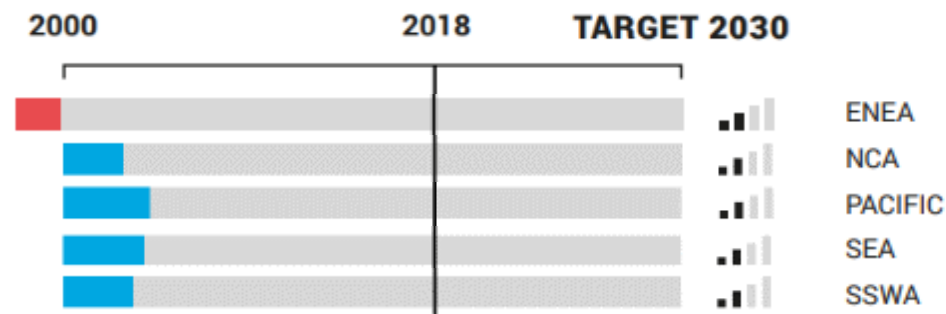 2000 2018 TARGET 2030
ENEA
NCA
PACIFIC
SEA
SSWA